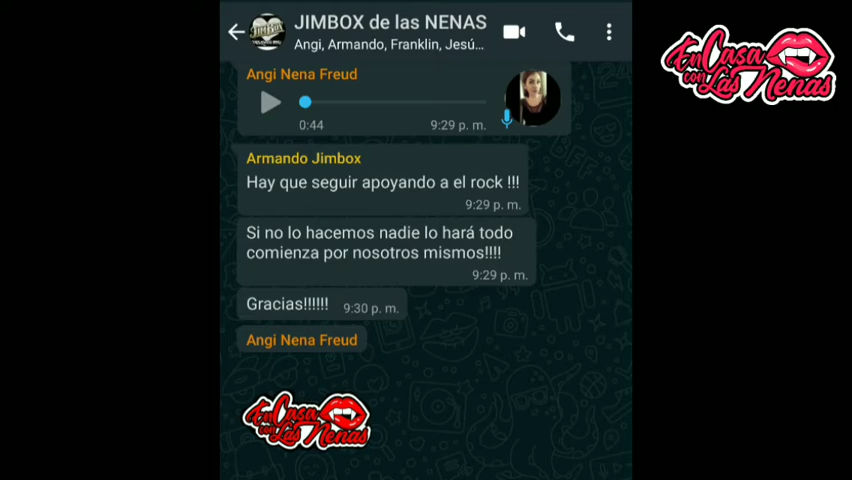 JIMBOX de las NENAS
Angi, Armando, Franklin, Jesú...
En Casa
con Las Nenas
Angi Nena Freud
0:44
9:29 p. m.
Armando Jimbox
Hay que seguir apoyando a el rock !!!
9:29 p. m.
Si no lo hacemos nadie lo hará todo
comienza por nosotros mismos!!!!
9:29 p. m.
Gracias!!!!!! 9:30 p. m.
Angi Nena Freud
En Casa
con Las Nenas